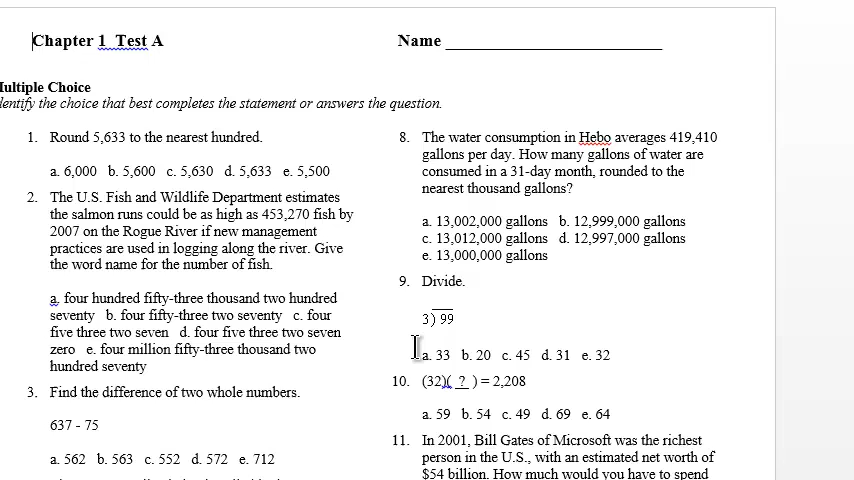 Chapter 1 Test A
Name
Multiple Choice
Identify the choice that best completes the statement or answers the question.
1. Round 5,633 to the nearest hundred.
a. 6,000 b. 5,600 c. 5,630 d. 5,633 e. 5,500
2. The U.S. Fish and Wildlife Department estimates
the salmon runs could be as high as 453,270 fish by
2007 on the Rogue River if new management
practices are used in logging along the river. Give
the word name for the number of fish.
a. four hundred fifty-three thousand two hundred
seventy b. four fifty-three two seventy c. four
five three two seven d. four five three two seven
zero e. four million fifty-three thousand two
hundred seventy
3. Find the difference of two whole numbers.
637 - 75
a. 562 b. 563 c. 552 d. 572 e. 712
8. The water consumption in Hebo averages 419,410
gallons per day. How many gallons of water are
consumed in a 31-day month, rounded to the
nearest thousand gallons?
a. 13,002,000 gallons b. 12,999,000 gallons
c. 13,012,000 gallons d. 12,997,000 gallons
e. 13,000,000 gallons
9. Divide.
3)99
a. 33 b. 20 c. 45 d. 31 e. 32
10. (32)( ? ) = 2,208
a. 59 b. 54 c. 49 d. 69 e. 64
11. In 2001, Bill Gates of Microsoft was the richest
person in the U.S., with an estimated net worth of
$54 billion. How much would you have to spend